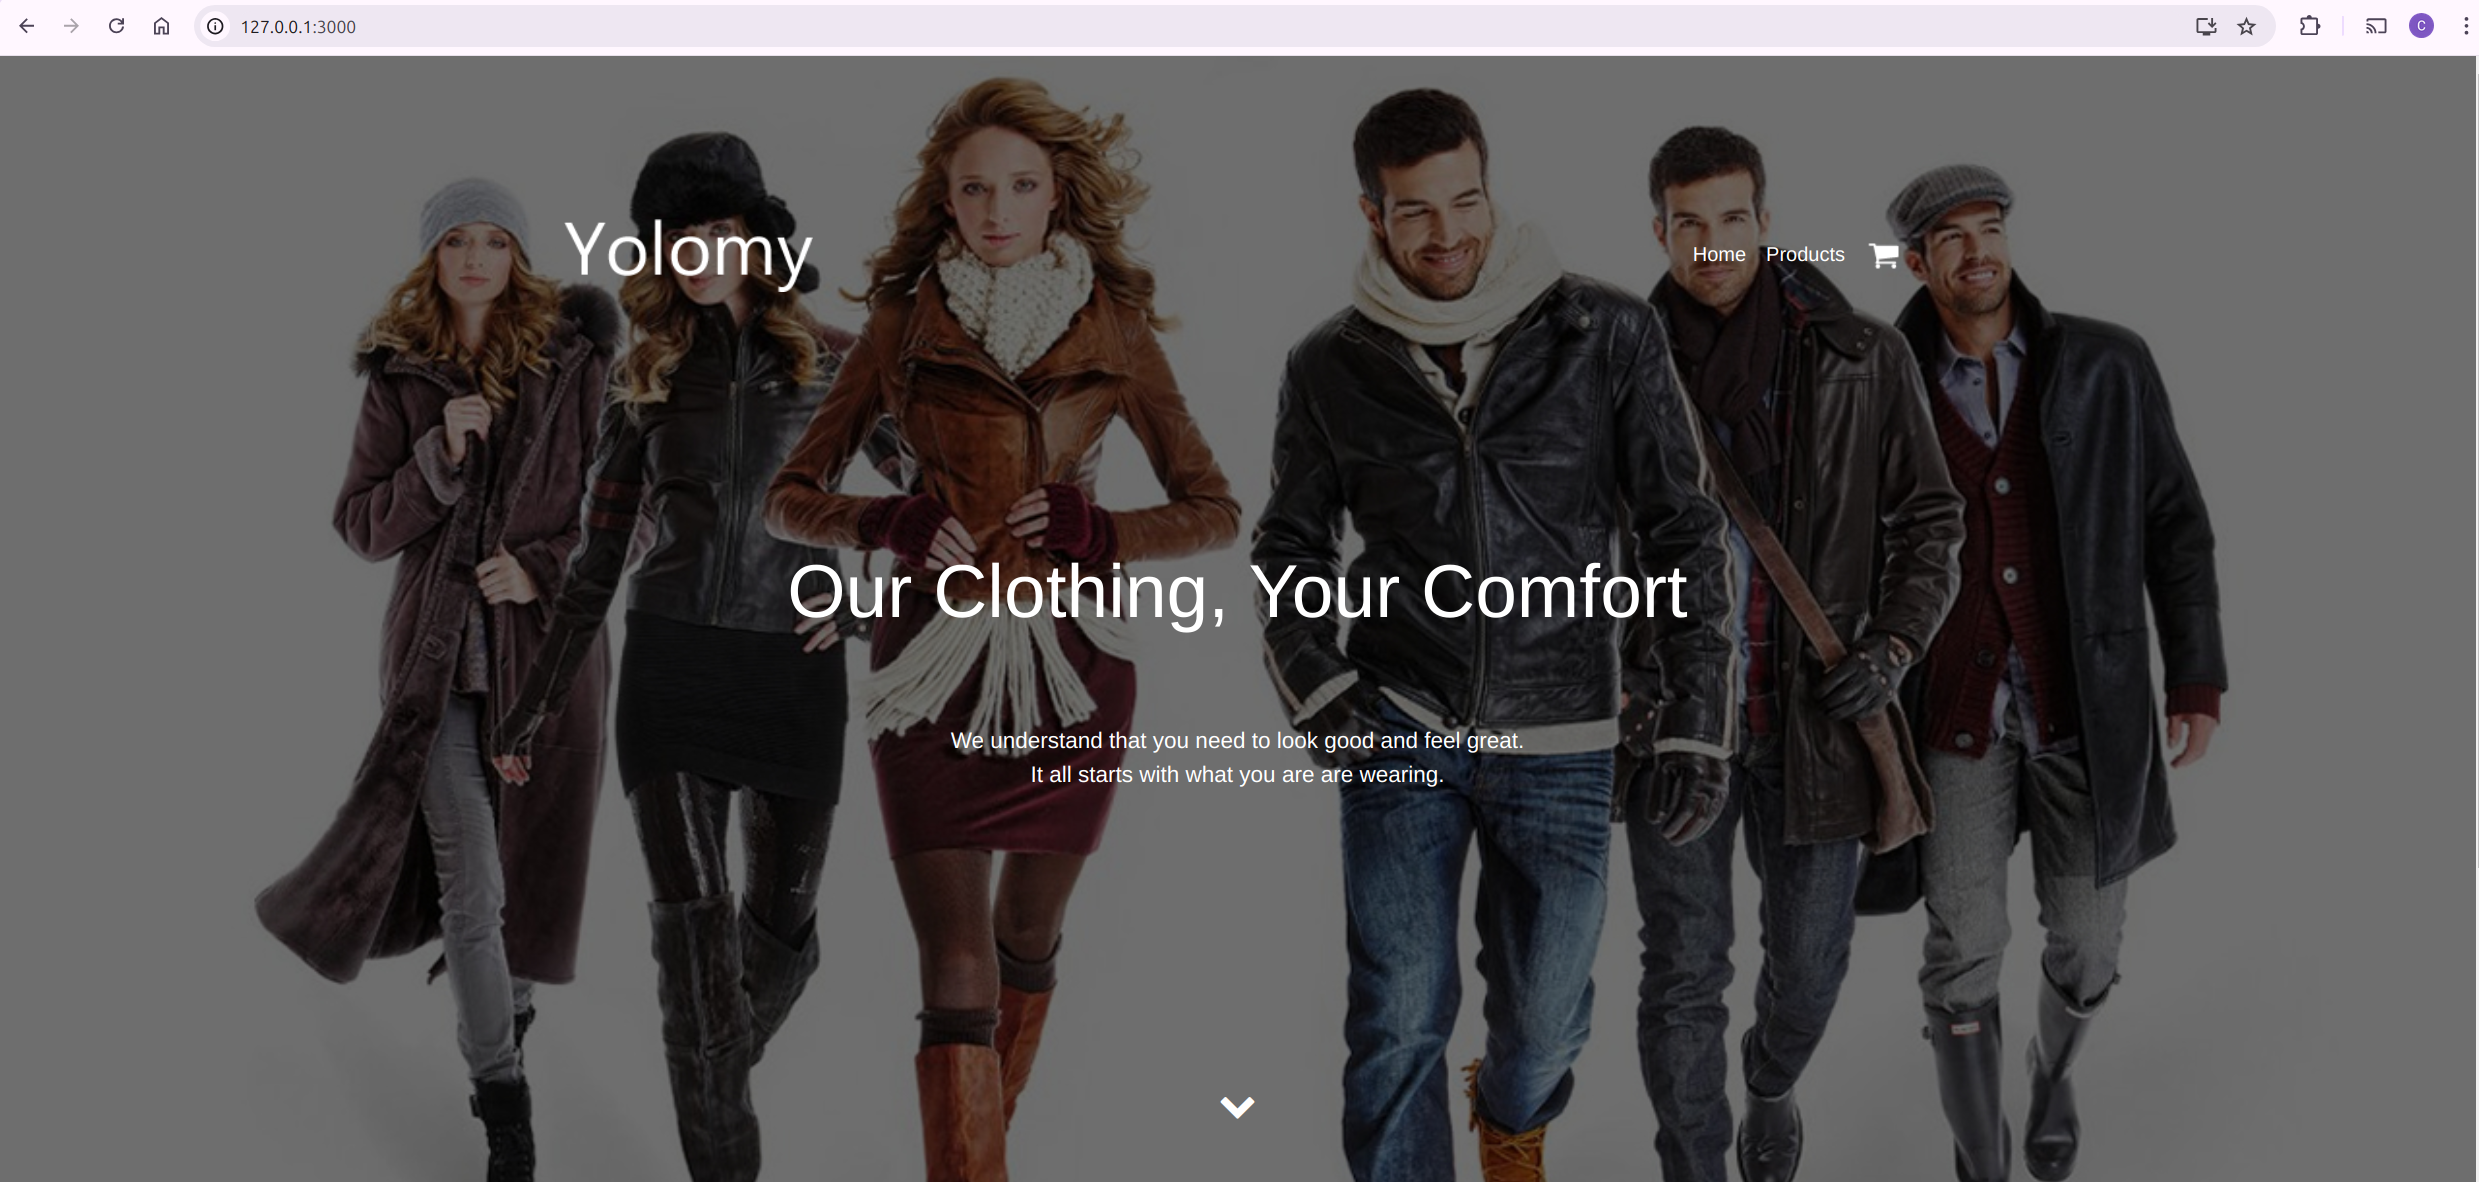 127.0.0.1:3000
C
Yolomy
Home Products
Our Clothing, Your Comfort
We understand that you need to look good and feel great.
It all starts with what you are are wearing.